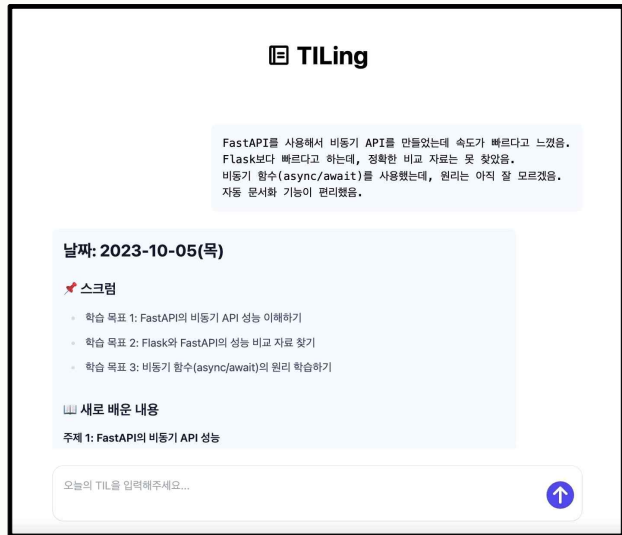 TILing
FastAPI를 사용해서 비동기 API를 만들었는데 속도가 빠르다고 느꼈음.
Flask보다 빠르다고 하는데, 정확한 비교 자료는 못 찾았음.
비동기 함수(async/await)를 사용했는데, 원리는 아직 잘 모르겠음.
자동 문서화 기능이 편리했음.
날짜: 2023-10-05(목)
📌 스크럼
학습 목표 1: FastAPI의 비동기 API 성능 이해하기
학습 목표 2: Flask와 FastAPI의 성능 비교 자료 찾기
학습 목표 3: 비동기 함수(async/await)의 원리 학습하기
📖 새로 배운 내용
주제 1: FastAPI의 비동기 API 성능
오늘의 TIL을 입력해주세요...